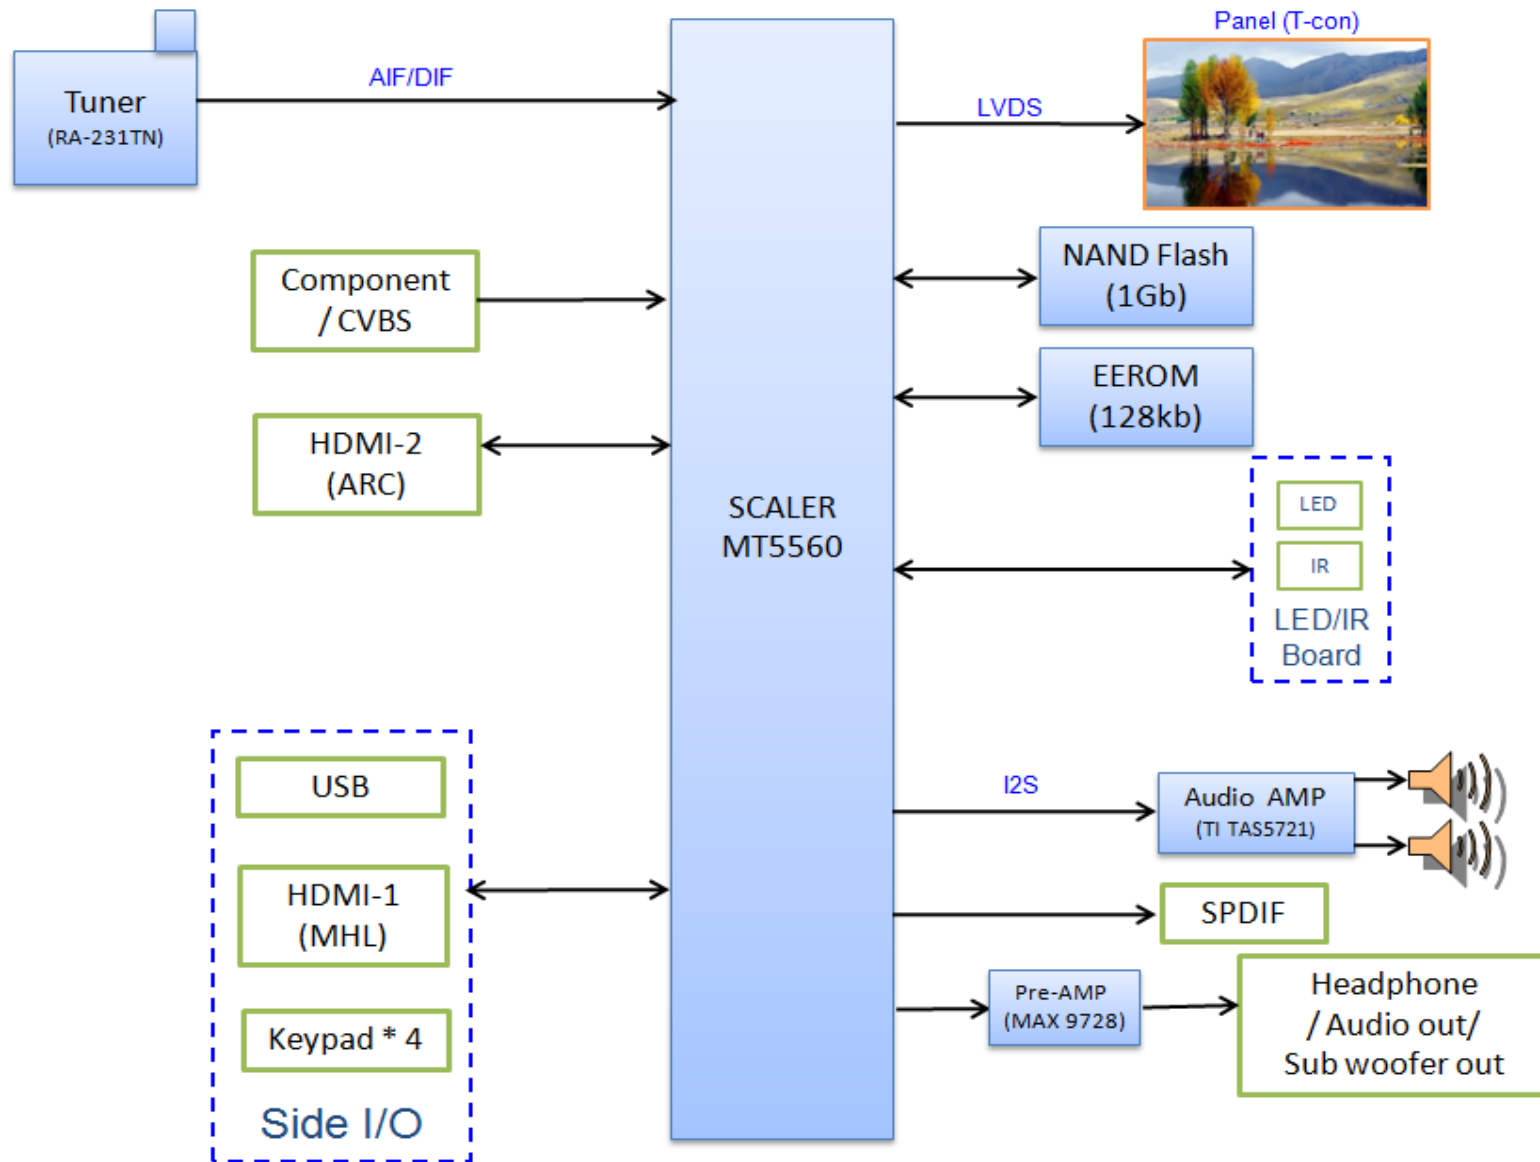 Panel (T-con)
Tuner
(RA-231TN)
AIF/DIF
LVDS
Component
/ CVBS
NAND Flash
(1Gb)
EEROM
(128kb)
HDMI-2
(ARC)
SCALER
MT5560
LED
IR
LED/IR
Board
USB
HDMI-1
(MHL)
Keypad * 4
Side I/O
I2S
Audio AMP
(TI TAS5721)
SPDIF
Pre-AMP
(MAX 9728)
Headphone
/ Audio out/
Sub woofer out